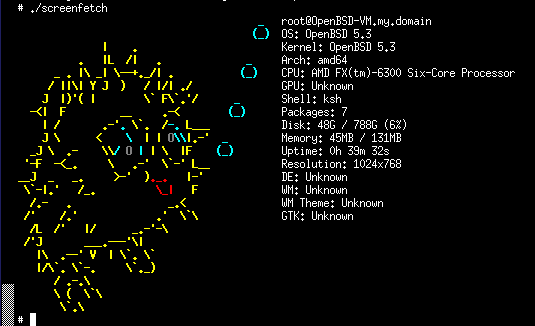 # ./screenfetch
root@OpenBSD-VM.my.domain
OS: OpenBSD 5.3
Kernel: OpenBSD 5.3
Arch: amd64
CPU: AMD FX(tm)-6300 Six-Core Processor
GPU: Unknown
Shell: ksh
Packages: 7
Disk: 48G / 788G (6%)
Memory: 45MB / 131MB
Uptime: 0h 39m 32s
Resolution: 1024x768
DE: Unknown
WM: Unknown
WM Theme: Unknown
GTK: Unknown
#